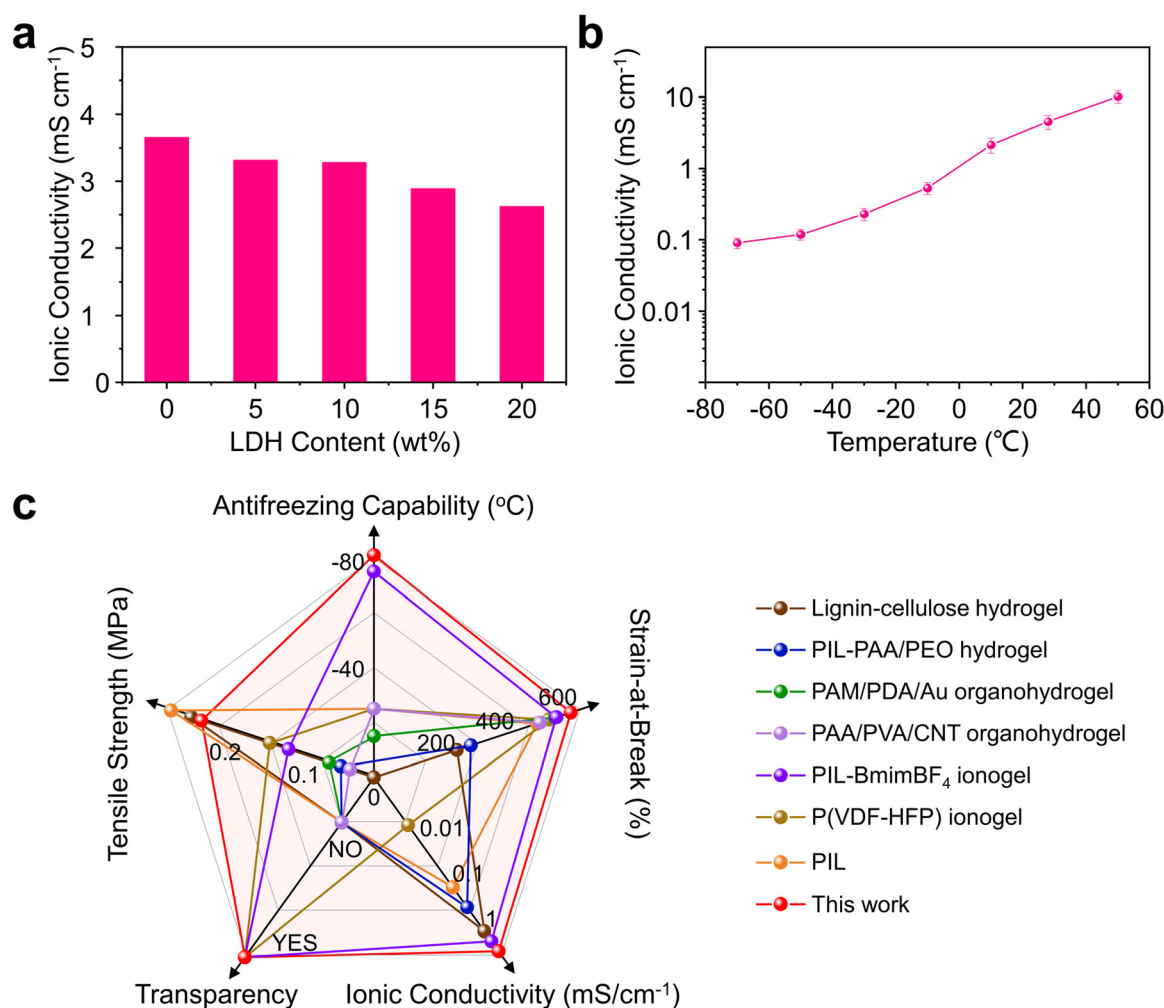 a
Ionic Conductivity (mS cm⁻¹)
5
4
3
2
1
0
0 5 10 15 20
LDH Content (wt%)
b
Ionic Conductivity (mS cm⁻¹)
10
1
0.1
0.01
-80 -60 -40 -20 0 20 40 60
Temperature (℃)
c
Antifreezing Capability (°C)
-80
-40
0
Strain-at-Break (%)
600
400
200
Tensile Strength (MPa)
0.2
0.1
NO
YES
0.01
0.1
1
Transparency
Ionic Conductivity (mS/cm⁻¹)
Lignin-cellulose hydrogel
PIL-PAA/PEO hydrogel
PAM/PDA/Au organohydrogel
PAA/PVA/CNT organohydrogel
PIL-BmimBF₄ ionogel
P(VDF-HFP) ionogel
PIL
This work